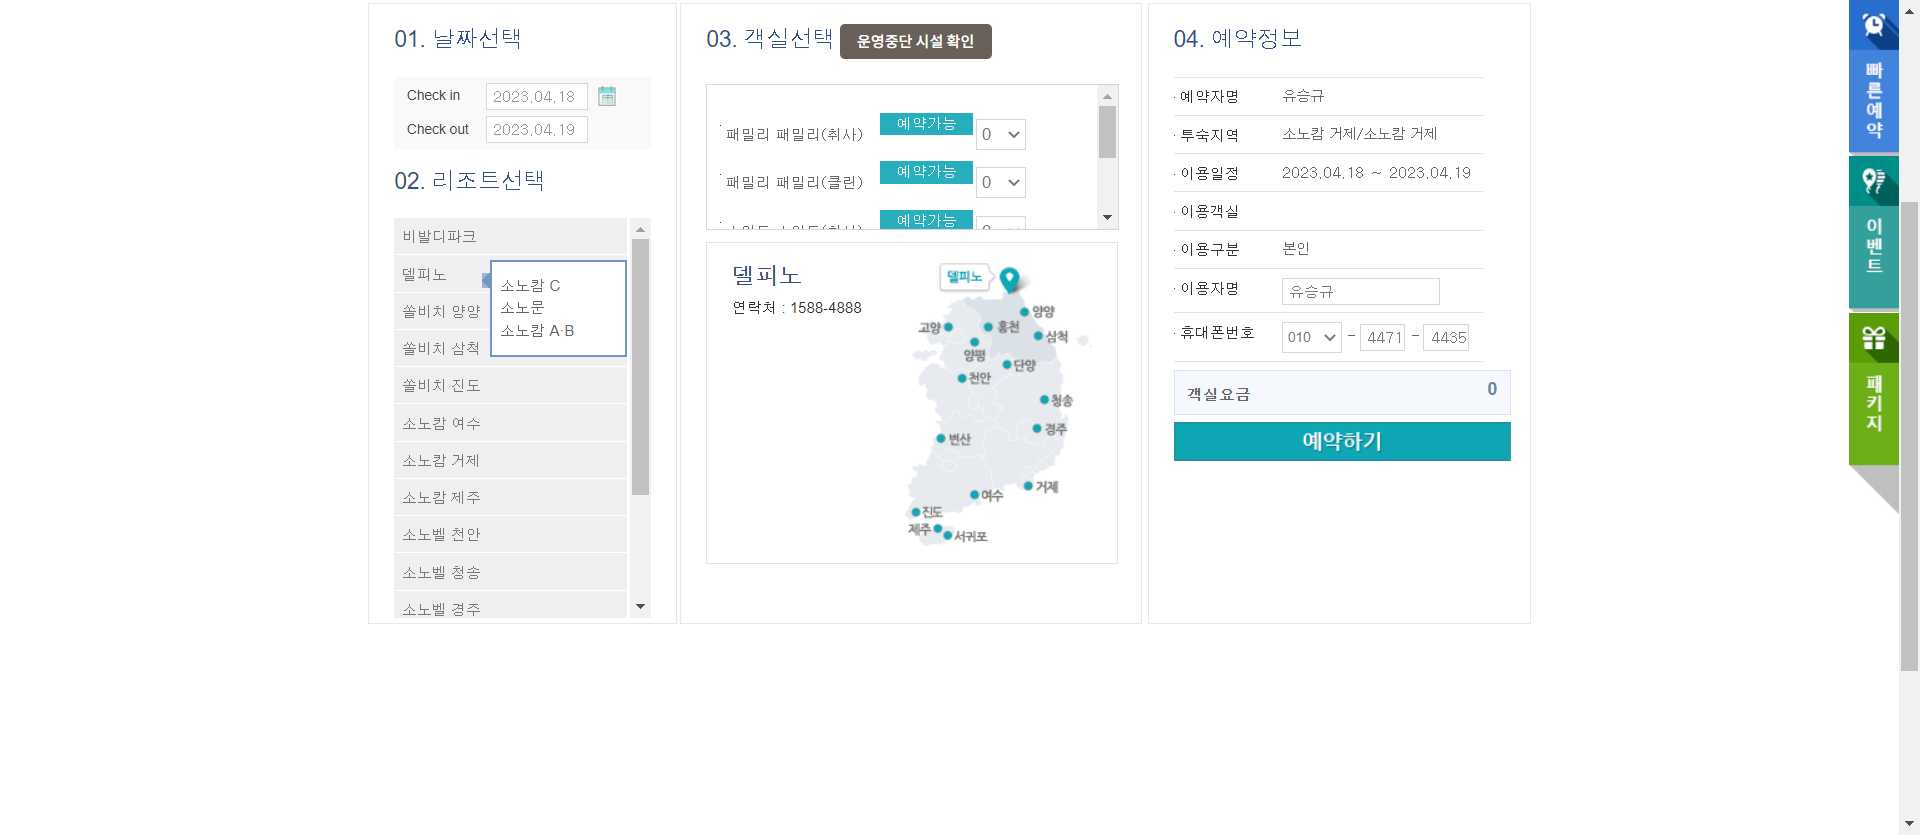 01. 날짜선택
Check in 2023.04.18
Check out 2023.04.19
02. 리조트선택
비발디파크
델피노
쏠비치 양양
쏠비치 삼척
쏠비치 진도
소노캄 여수
소노캄 거제
소노캄 제주
소노벨 천안
소노벨 청송
소노벨 경주
소노캄 C
소노문
소노캄 A·B
03. 객실선택 운영중단 시설 확인
패밀리 패밀리(취사) 예약가능 0
패밀리 패밀리(클린) 예약가능 0
예약가능
델피노
연락처 : 1588-4888
델피노
양양
고양
홍천
삼척
양평
단양
천안
청송
경주
변산
거제
여수
진도
제주
서귀포
04. 예약정보
· 예약자명 유승규
· 투숙지역 소노캄 거제/소노캄 거제
· 이용일정 2023.04.18 ~ 2023.04.19
· 이용객실
· 이용구분 본인
· 이용자명 유승규
· 휴대폰번호 010 - 4471 - 4435
객실요금 0
예약하기
빠른예약
이벤트
패키지